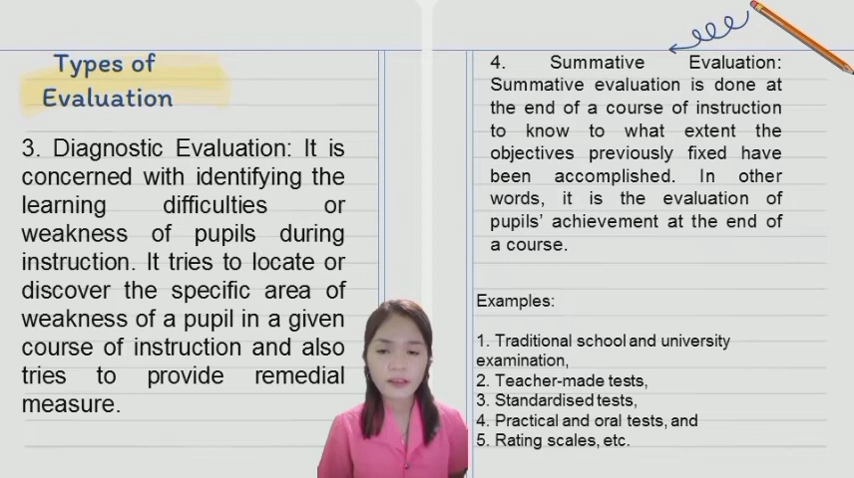 Types of
Evaluation
3. Diagnostic Evaluation: It is
concerned with identifying the
learning difficulties or
weakness of pupils during
instruction. It tries to locate or
discover the specific area of
weakness of a pupil in a given
course of instruction and also
tries to provide remedial
measure.
4. Summative Evaluation:
Summative evaluation is done at
the end of a course of instruction
to know to what extent the
objectives previously fixed have
been accomplished. In other
words, it is the evaluation of
pupils' achievement at the end of
a course.
Examples:
1. Traditional school and university
examination,
2. Teacher-made tests,
3. Standardised tests,
4. Practical and oral tests, and
5. Rating scales, etc.